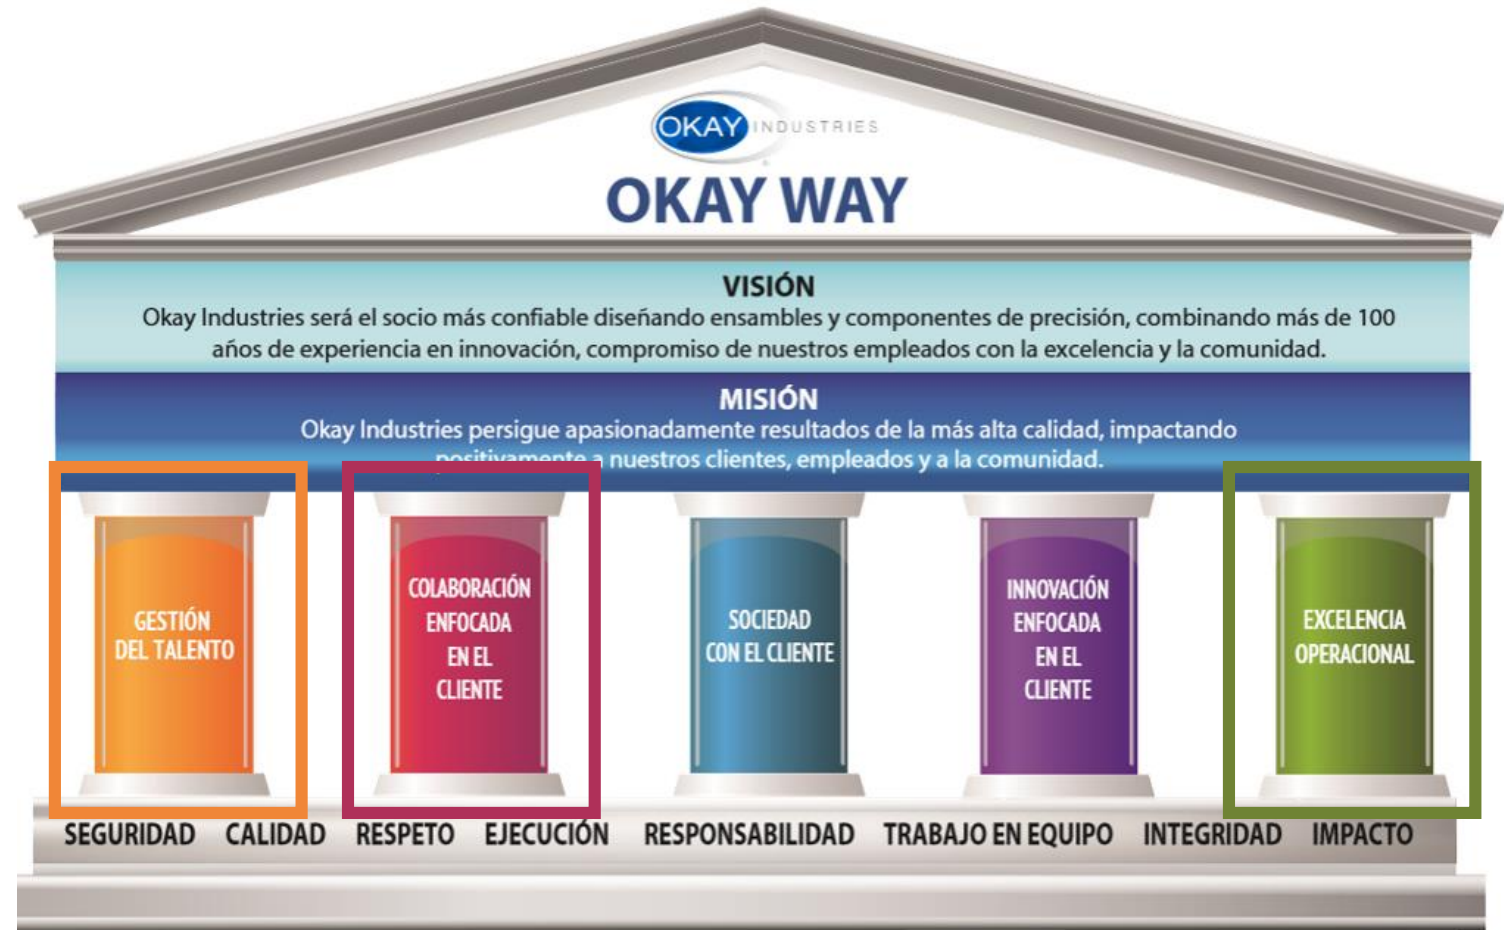 OKAY INDUSTRIES
OKAY WAY
VISIÓN
Okay Industries será el socio más confiable diseñando ensambles y componentes de precisión, combinando más de 100
años de experiencia en innovación, compromiso de nuestros empleados con la excelencia y la comunidad.
MISIÓN
Okay Industries persigue apasionadamente resultados de la más alta calidad, impactando
positivamente a nuestros clientes, empleados y a la comunidad.
GESTIÓN
DEL TALENTO
COLABORACIÓN
ENFOCADA
EN EL
CLIENTE
SOCIEDAD
CON EL CLIENTE
INNOVACIÓN
ENFOCADA
EN EL
CLIENTE
EXCELENCIA
OPERACIONAL
SEGURIDAD CALIDAD RESPETO EJECUCIÓN RESPONSABILIDAD TRABAJO EN EQUIPO INTEGRIDAD IMPACTO